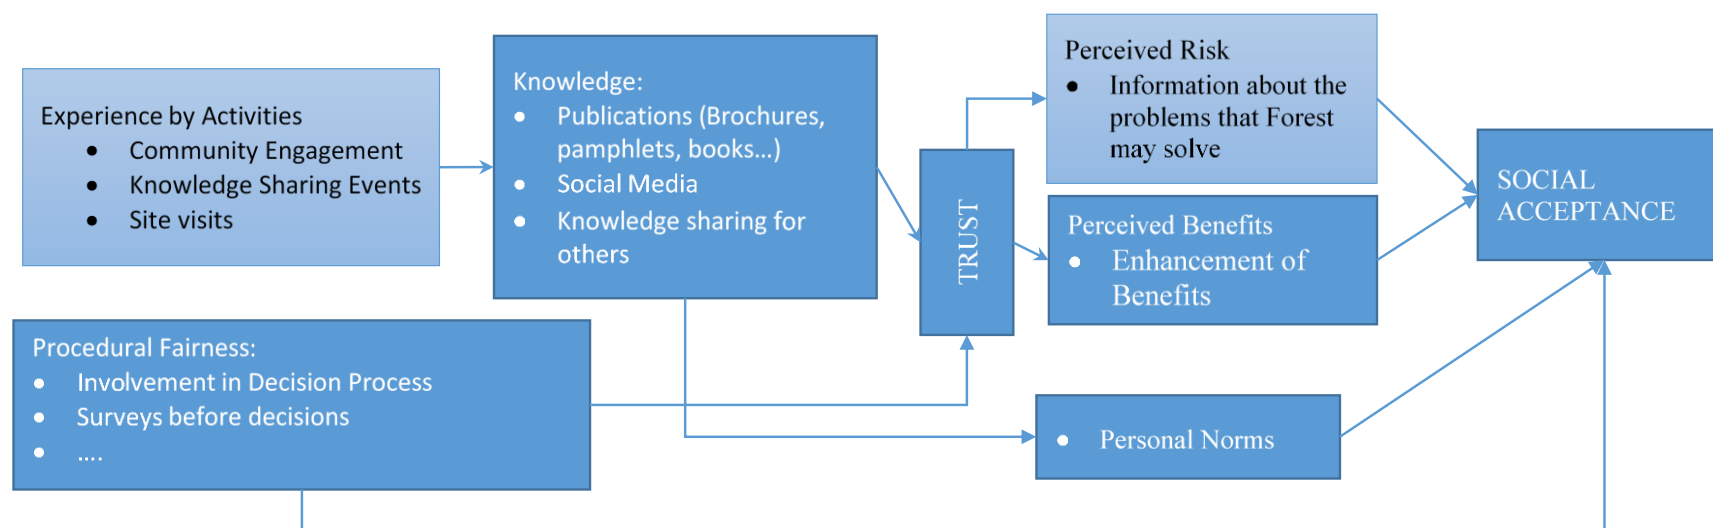 Experience by Activities
• Community Engagement
• Knowledge Sharing Events
• Site visits
Knowledge:
• Publications (Brochures,
pamphlets, books...)
• Social Media
• Knowledge sharing for
others
Procedural Fairness:
• Involvement in Decision Process
• Surveys before decisions
• ....
TRUST
Perceived Risk
• Information about the
problems that Forest
may solve
Perceived Benefits
• Enhancement of
Benefits
• Personal Norms
SOCIAL
ACCEPTANCE